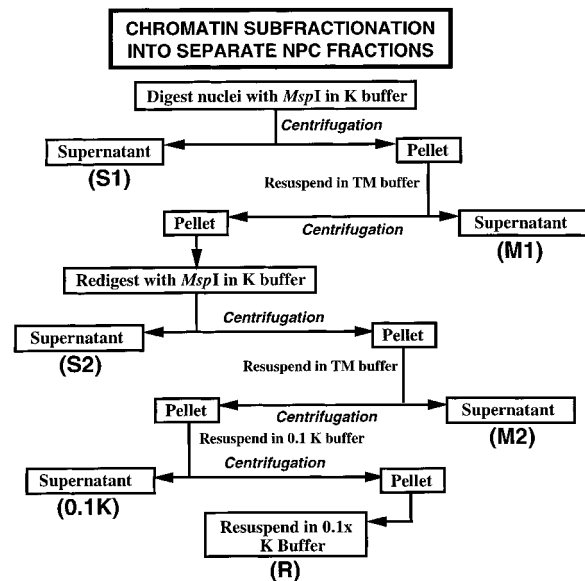 CHROMATIN SUBFRACTIONATION
INTO SEPARATE NPC FRACTIONS
Digest nuclei with MspI in K buffer
Centrifugation
Supernatant
(S1)
Pellet
Resuspend in TM buffer
Pellet
Centrifugation
Supernatant
(M1)
Redigest with MspI in K buffer
Centrifugation
Supernatant
(S2)
Pellet
Resuspend in TM buffer
Pellet
Centrifugation
Supernatant
(M2)
Resuspend in 0.1 K buffer
Centrifugation
Supernatant
(0.1K)
Pellet
Resuspend in 0.1x
K Buffer
(R)